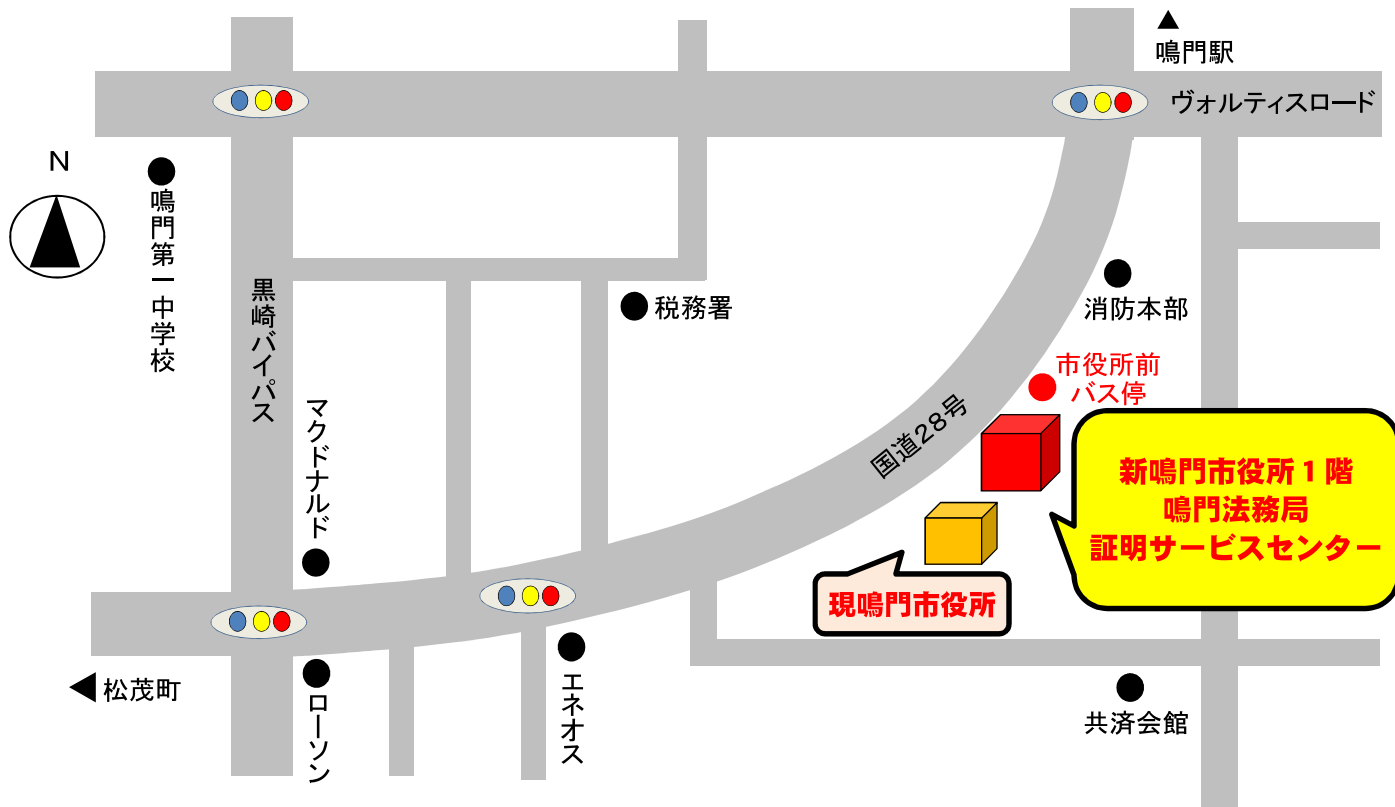 鳴門駅
ヴォルティスロード
N
鳴門第一中学校
黒崎バイパス
税務署
消防本部
市役所前
バス停
マクドナルド
国道28号
新鳴門市役所1階
鳴門法務局
証明サービスセンター
現鳴門市役所
松茂町
ローソン
エネオス
共済会館